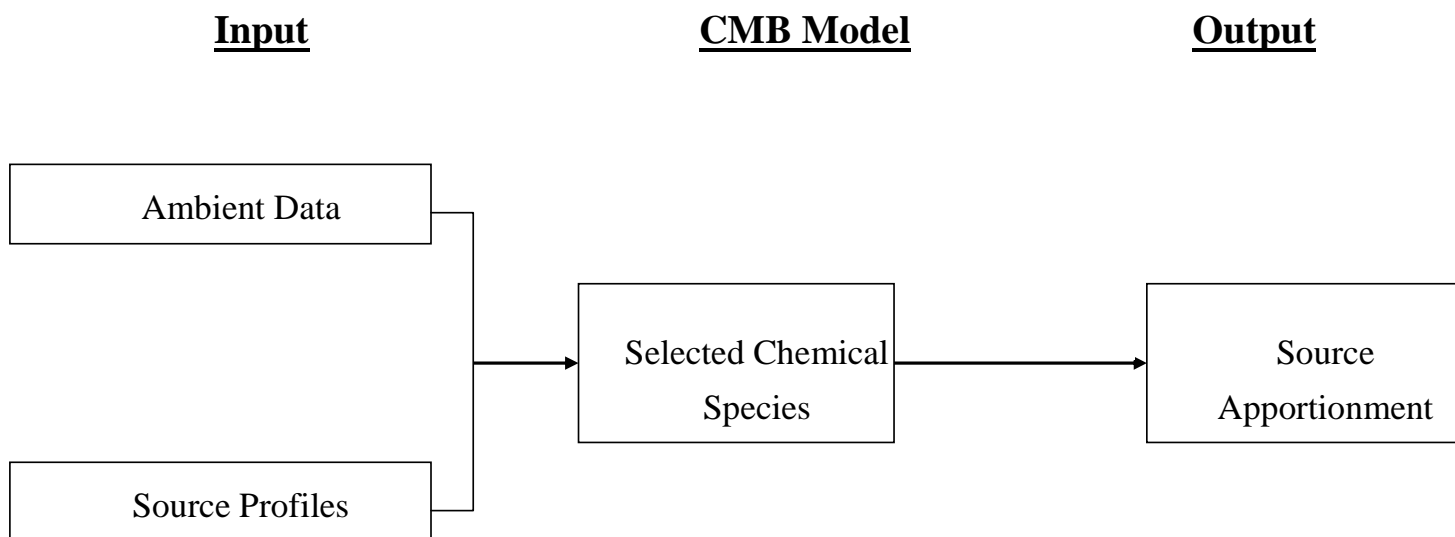 Input
CMB Model
Output
Ambient Data
Selected Chemical
Species
Source
Apportionment
Source Profiles